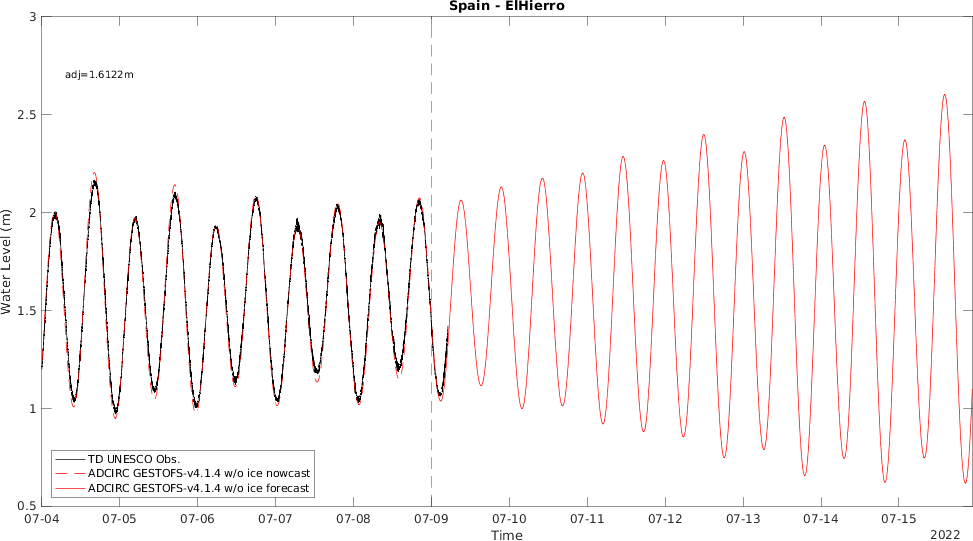 Spain - ElHierro
adj=1.6122m
Water Level (m)
3
2.5
2
1.5
1
0.5
TD UNESCO Obs.
ADCIRC GESTOFS-v4.1.4 w/o ice nowcast
ADCIRC GESTOFS-v4.1.4 w/o ice forecast
07-04 07-05 07-06 07-07 07-08 07-09 07-10 07-11 07-12 07-13 07-14 07-15
Time
2022